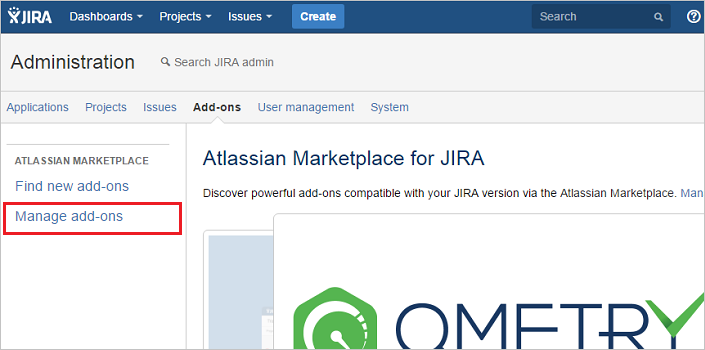 JIRA Dashboards Projects Issues Create Search
Administration Search JIRA admin
Applications Projects Issues Add-ons User management System
ATLASSIAN MARKETPLACE
Find new add-ons
Manage add-ons
Atlassian Marketplace for JIRA
Discover powerful add-ons compatible with your JIRA version via the Atlassian Marketplace. Man
QMETRY